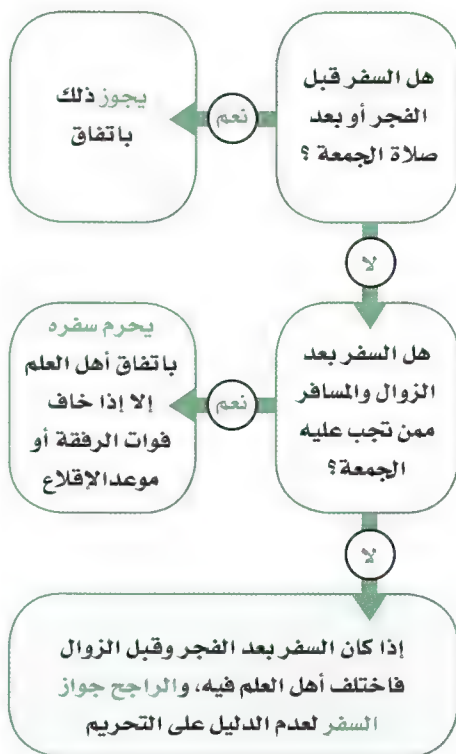 هل السفر قبل
الفجر أو بعد
صلاة الجمعة ؟
نعم
يجوز ذلك
باتفاق
لا
هل السفر بعد
الزوال والمسافر
ممن تجب عليه
الجمعة؟
نعم
يحرم سفره
باتفاق أهل العلم
إلا إذا خاف
فوات الرفقة أو
موعد الإقلاع
لا
إذا كان السفر بعد الفجر وقبل الزوال
فاختلف أهل العلم فيه، والراجح جواز
السفر لعدم الدليل على التحريم